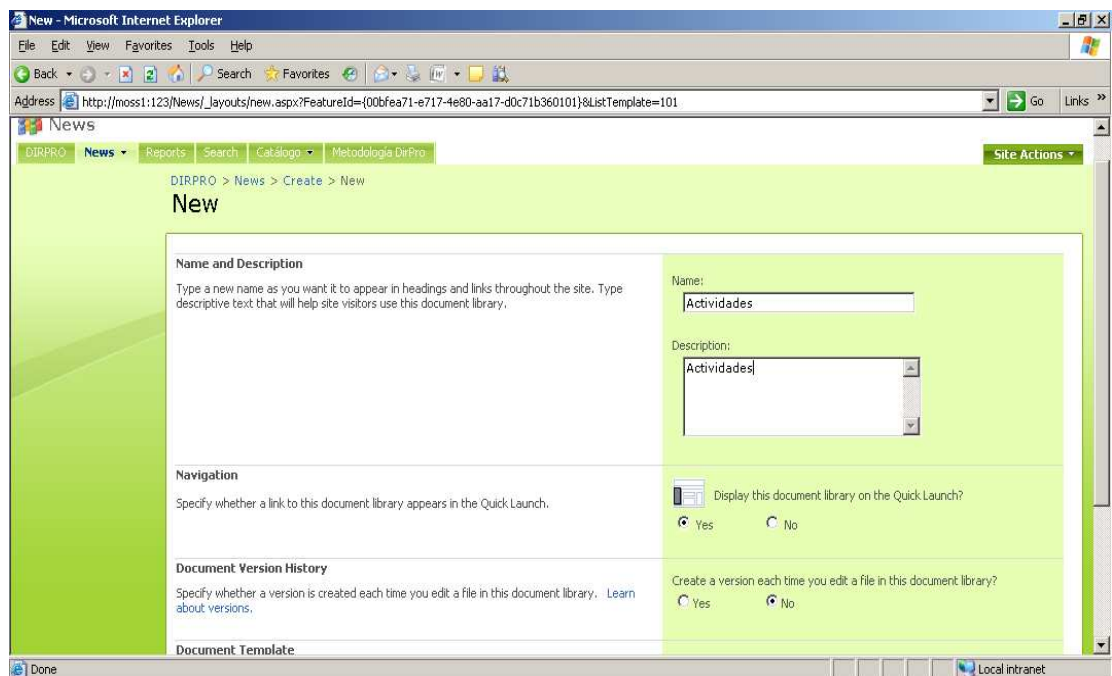 New - Microsoft Internet Explorer
File Edit View Favorites Tools Help
Back Search Favorites
Address http://moss1:123/News/_layouts/new.aspx?FeatureId={00bfea71-e717-4e80-aa17-d0c71b360101}&ListTemplate=101 Go Links »
News
DIRPRO News Reports Search Catálogo Metodología DirPro Site Actions
DIRPRO > News > Create > New
New
Name and Description
Type a new name as you want it to appear in headings and links throughout the site. Type
descriptive text that will help site visitors use this document library.
Name:
Actividades
Description:
Actividades
Navigation
Specify whether a link to this document library appears in the Quick Launch.
Display this document library on the Quick Launch?
Yes No
Document Version History
Specify whether a version is created each time you edit a file in this document library. Learn
about versions.
Create a version each time you edit a file in this document library?
Yes No
Document Template
Done Local intranet